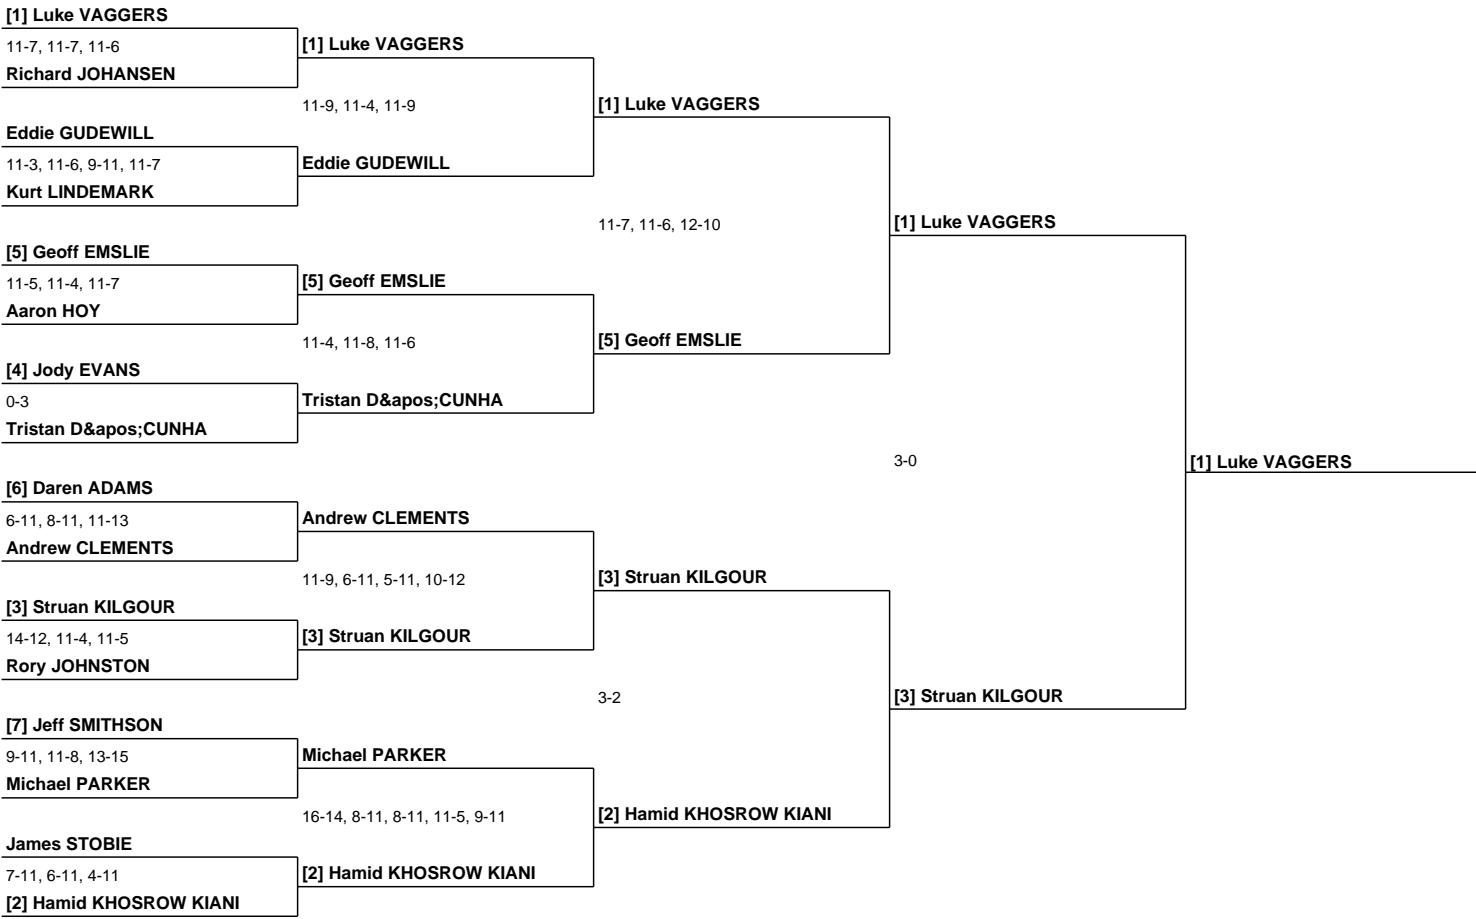 [1] Luke VAGGERS
11-7, 11-7, 11-6
Richard JOHANSEN
Eddie GUDEWILL
11-3, 11-6, 9-11, 11-7
Kurt LINDEMARK
[5] Geoff EMSLIE
11-5, 11-4, 11-7
Aaron HOY
[4] Jody EVANS
0-3
Tristan D&apos;CUNHA
[6] Daren ADAMS
6-11, 8-11, 11-13
Andrew CLEMENTS
[3] Struan KILGOUR
14-12, 11-4, 11-5
Rory JOHNSTON
[7] Jeff SMITHSON
9-11, 11-8, 13-15
Michael PARKER
James STOBIE
7-11, 6-11, 4-11
[2] Hamid KHOSROW KIANI
[1] Luke VAGGERS
11-9, 11-4, 11-9
Eddie GUDEWILL
[5] Geoff EMSLIE
11-4, 11-8, 11-6
Tristan D&apos;CUNHA
Andrew CLEMENTS
11-9, 6-11, 5-11, 10-12
[3] Struan KILGOUR
Michael PARKER
16-14, 8-11, 8-11, 11-5, 9-11
[2] Hamid KHOSROW KIANI
[1] Luke VAGGERS
11-7, 11-6, 12-10
[5] Geoff EMSLIE
[3] Struan KILGOUR
3-2
[2] Hamid KHOSROW KIANI
[1] Luke VAGGERS
3-0
[3] Struan KILGOUR
[1] Luke VAGGERS